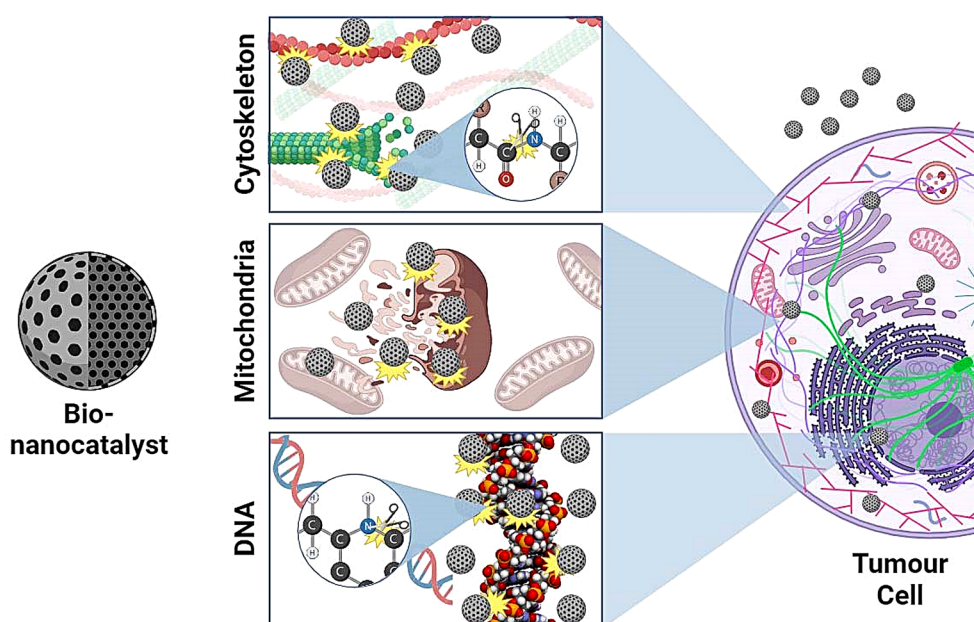 Cytoskeleton
R
C
H
C
O
H
N
H
C
R
Mitochondria
Bio-
nanocatalyst
DNA
H
C
H
C
C
H
N
C
C
Tumour
Cell